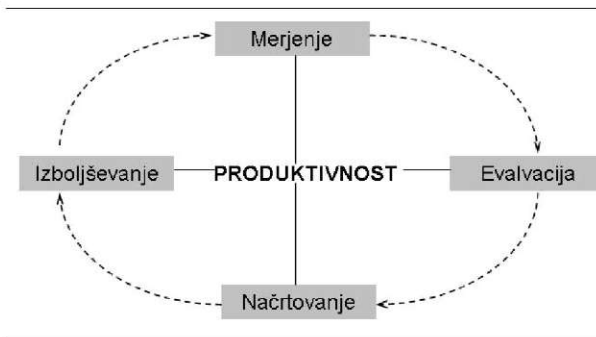 Merjenje
Izboljševanje
PRODUKTIVNOST
Evalvacija
Načrtovanje